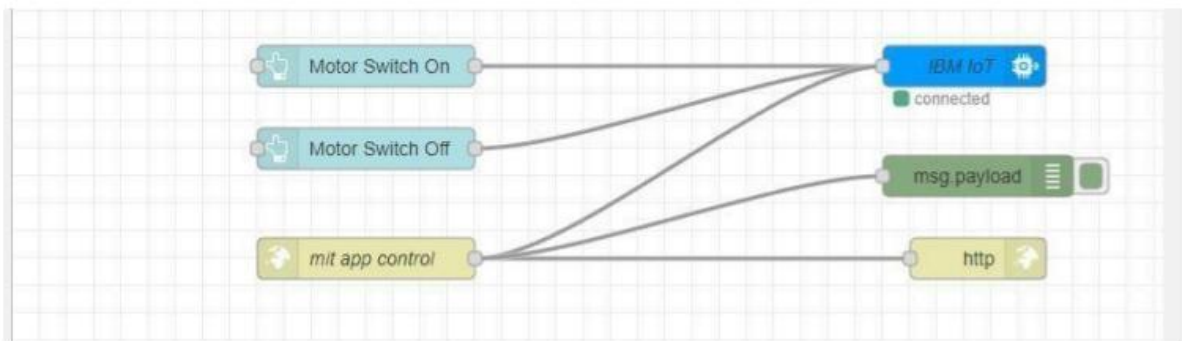 Motor Switch On
IBM IoT
connected
Motor Switch Off
msg.payload
mit app control
http